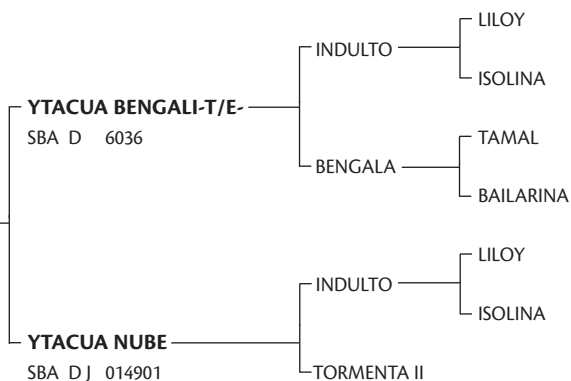 LILOY
INDULTO
ISOLINA
YTACUA BENGALI-T/E-
SBA D 6036
TAMAL
BENGALA
BAILARINA
LILOY
INDULTO
ISOLINA
YTACUA NUBE
SBA D J 014901
TORMENTA II